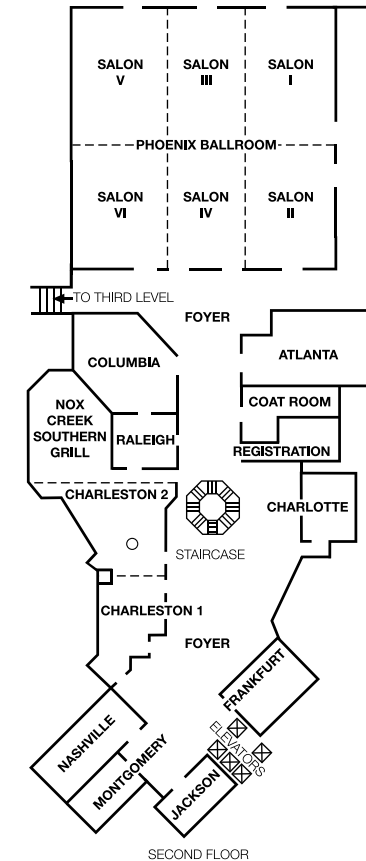 SALON
V
SALON
III
SALON
I
PHOENIX BALLROOM
SALON
VI
SALON
IV
SALON
II
TO THIRD LEVEL
FOYER
COLUMBIA
ATLANTA
NOX
CREEK
SOUTHERN
GRILL
COAT ROOM
RALEIGH
REGISTRATION
CHARLESTON 2
CHARLOTTE
STAIRCASE
CHARLESTON 1
FOYER
FRANKFURT
NASHVILLE
ELEVATORS
MONTGOMERY
JACKSON
SECOND FLOOR